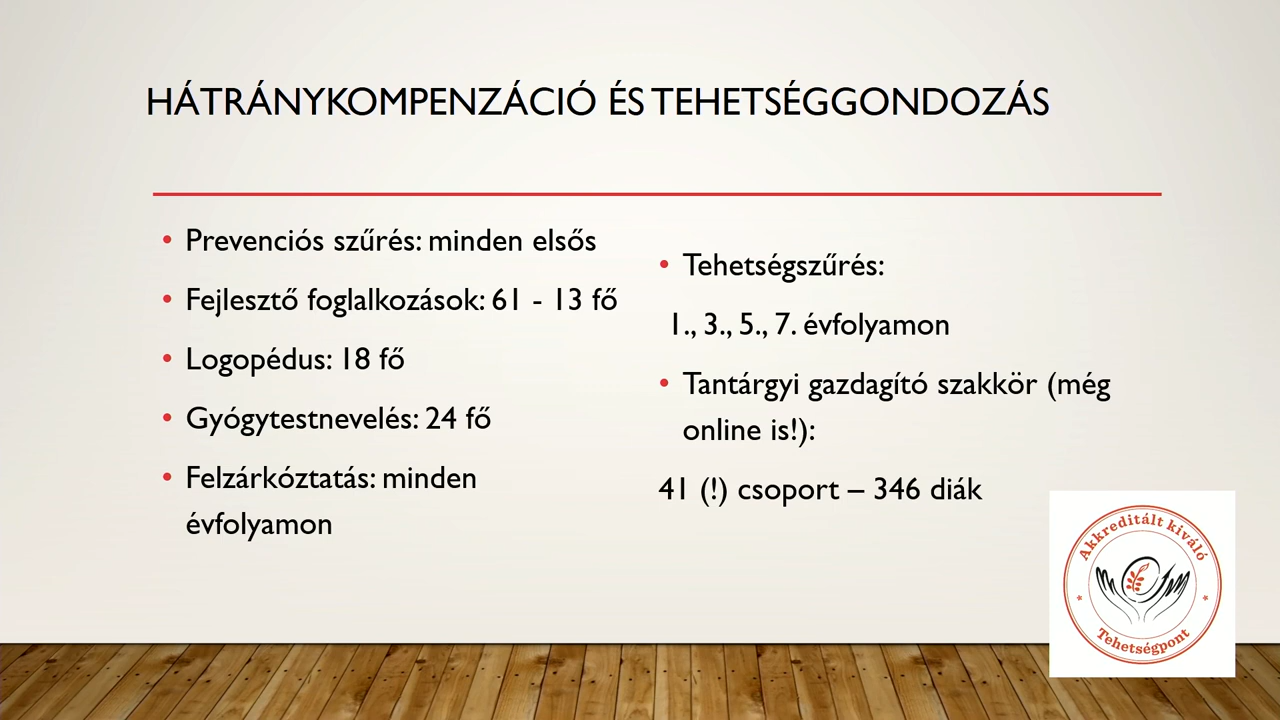 HÁTRÁNYKOMPENZÁCIÓ ÉS TEHETSÉGGONDOZÁS
• Prevenciós szűrés: minden elsős
• Fejlesztő foglalkozások: 61 - 13 fő
• Logopédus: 18 fő
• Gyógytestnevelés: 24 fő
• Felzárkóztatás: minden
évfolyamon
• Tehetségszűrés:
1., 3., 5., 7. évfolyamon
• Tantárgyi gazdagító szakkör (még
online is!):
41 (!) csoport – 346 diák
Akkreditált kiváló
Tehetségpont